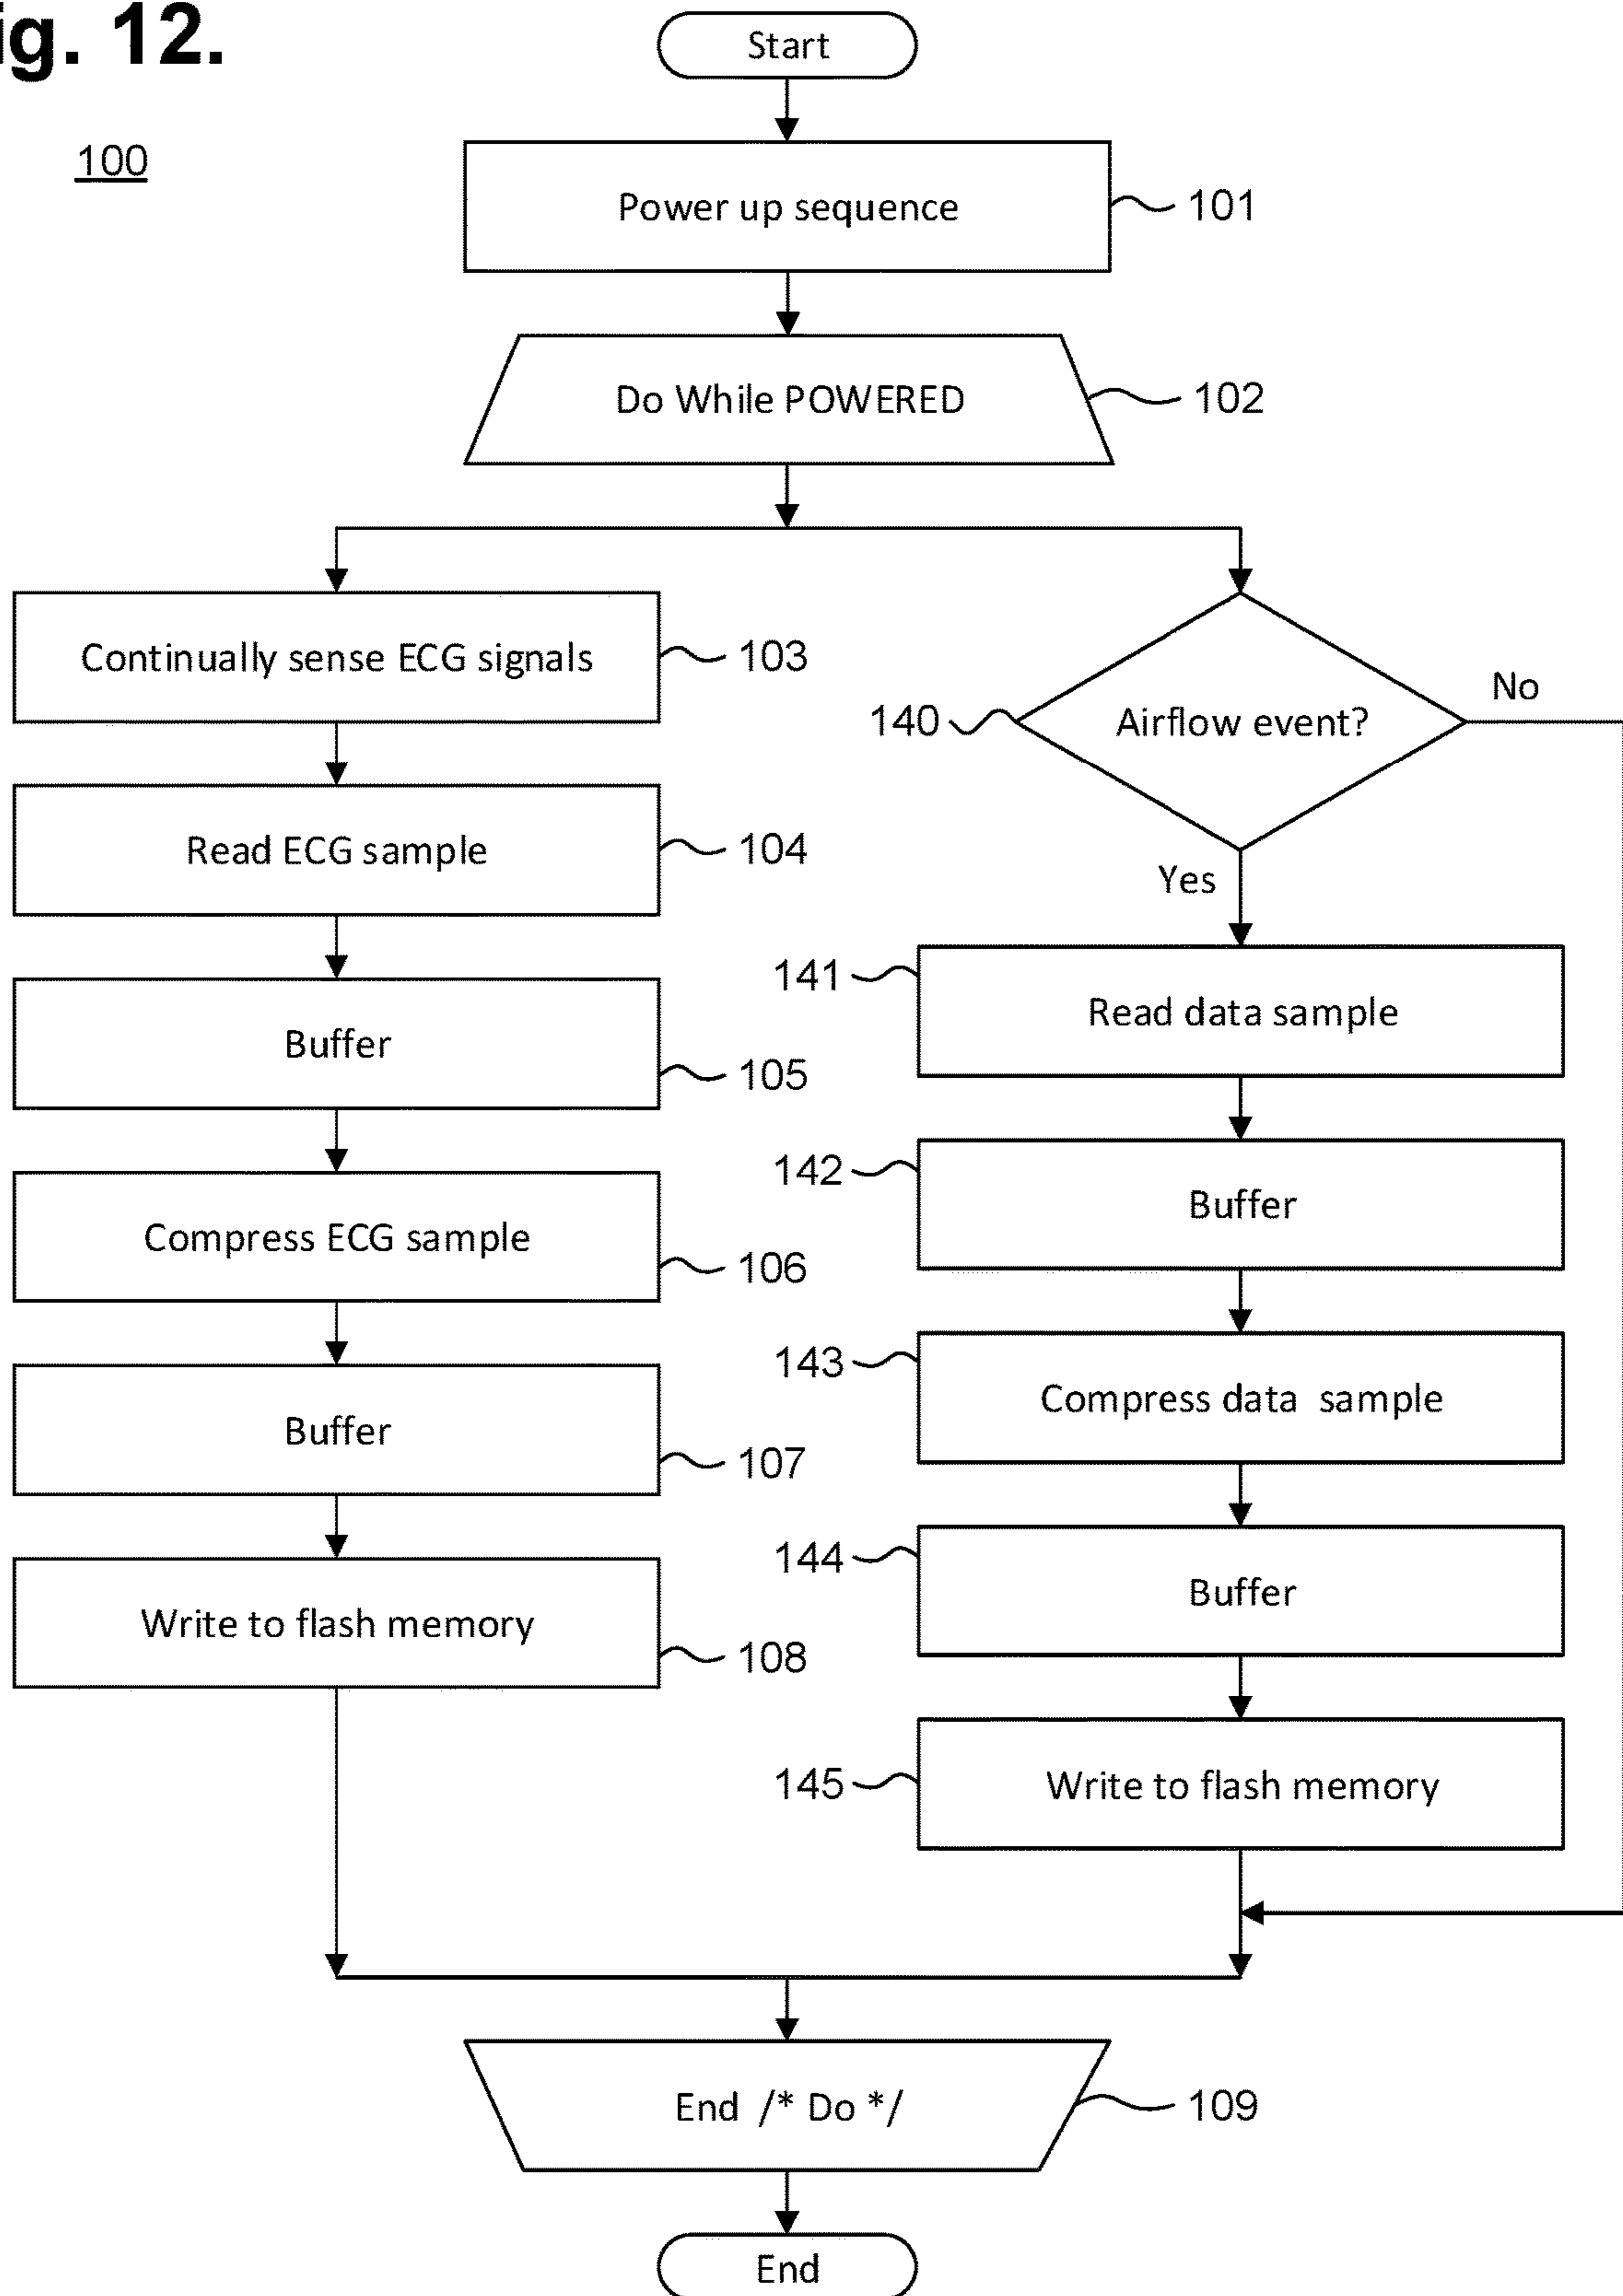 ig. 12.
100
Start
Power up sequence
101
Do While POWERED
102
Continually sense ECG signals
103
Read ECG sample
104
Buffer
105
Compress ECG sample
106
Buffer
107
Write to flash memory
108
140
Airflow event?
No
Yes
141
Read data sample
142
Buffer
143
Compress data  sample
144
Buffer
145
Write to flash memory
End /* Do */
109
End